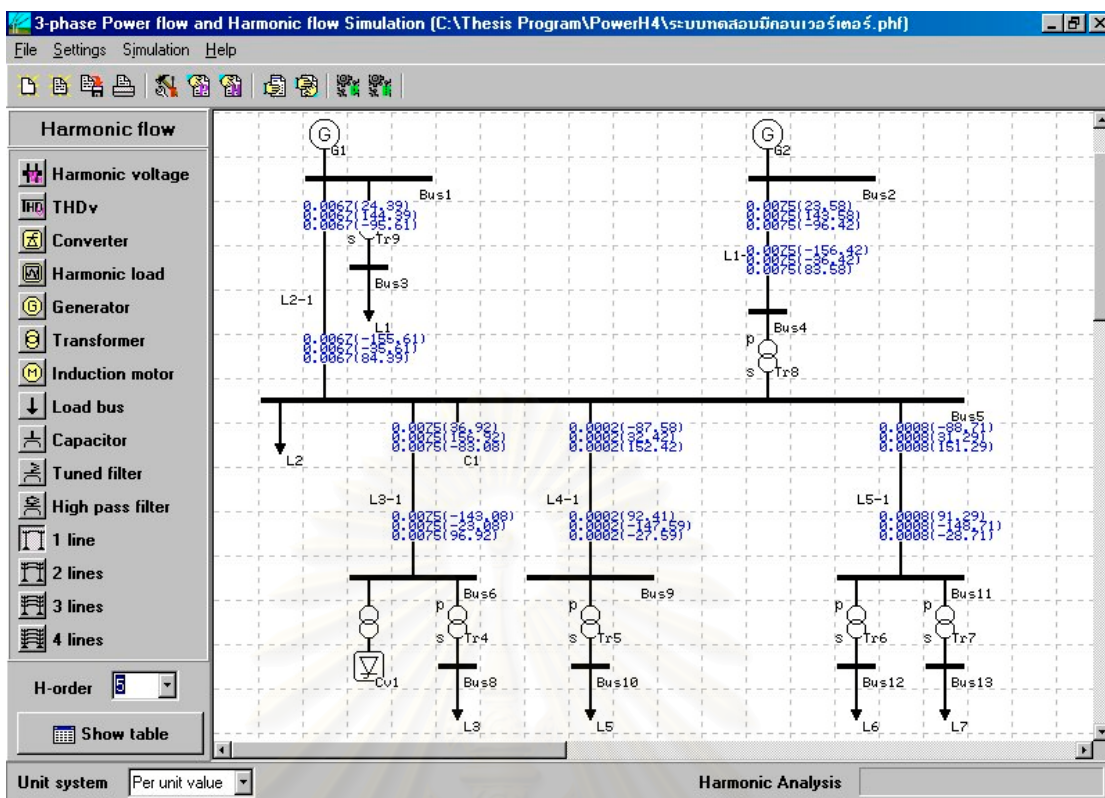 3-phase Power flow and Harmonic flow Simulation (C:\Thesis Program\PowerH4\ระบบทดสอบมีคอนเวอร์เตอร์.phf)
File Settings Simulation Help
Harmonic flow
Harmonic voltage
THD THDv
Converter
Harmonic load
G Generator
Transformer
M Induction motor
Load bus
Capacitor
Tuned filter
High pass filter
1 line
2 lines
3 lines
4 lines
H-order 5
Show table
G
G1
Bus1
0.0067(24.39)
0.0067(144.39)
0.0067(-95.61)
s Tr9
Bus3
L2-1
L1
0.0067(-155.61)
0.0067(-35.61)
0.0067(84.39)
G
G2
Bus2
0.0075(23.58)
0.0075(143.58)
0.0075(-96.42)
L1-
0.0075(-156.42)
0.0075(-36.42)
0.0075(83.58)
Bus4
p
s Tr8
Bus5
L2
0.0075(36.92)
0.0075(156.92)
0.0075(-83.08)
C1
0.0002(-87.58)
0.0002(32.42)
0.0002(152.42)
0.0008(-88.71)
0.0008(31.29)
0.0008(151.29)
L3-1
0.0075(-143.08)
0.0075(-23.08)
0.0075(96.92)
L4-1
0.0002(92.41)
0.0002(-147.59)
0.0002(-27.59)
L5-1
0.0008(91.29)
0.0008(-148.71)
0.0008(-28.71)
Bus6
Bus9
Bus11
p
s Tr4
p
s Tr5
p
s Tr6
p
s Tr7
Cv1
Bus8
Bus10
Bus12
Bus13
L3
L5
L6
L7
Unit system Per unit value
Harmonic Analysis